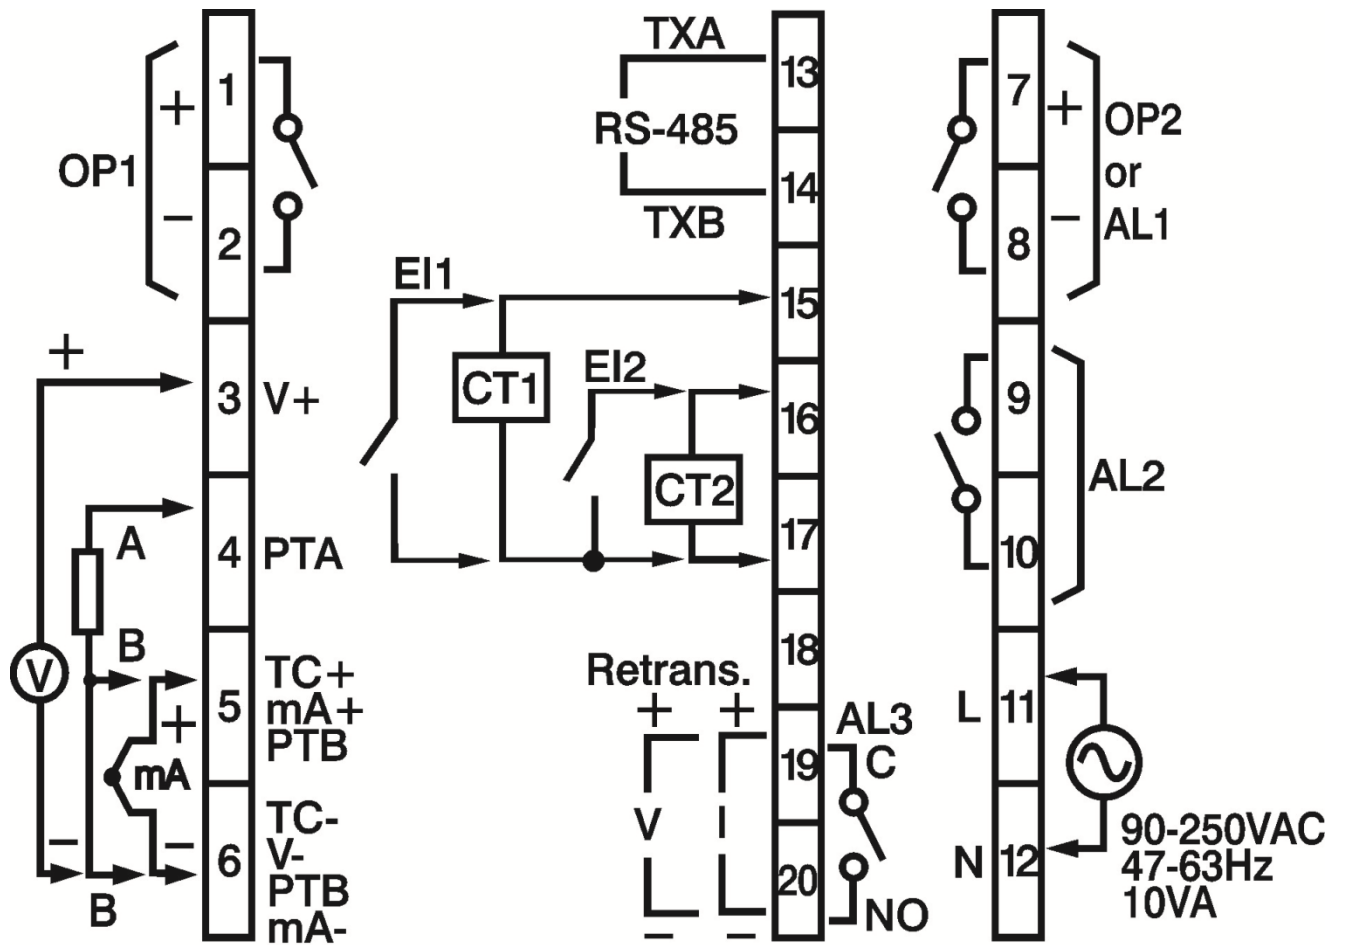 OP1
+
−
1
2
3
4
5
6
+
V+
A
PTA
B
V
TC+
mA+
PTB
+
mA
−
−
B
TC-
V-
PTB
mA-
TXA
RS-485
TXB
EI1
CT1
EI2
CT2
13
14
15
16
17
18
19
20
Retrans.
+ +
V I
− −
AL3
C
NO
7
8
9
10
11
12
+
−
OP2
or
AL1
AL2
L
N
90-250VAC
47-63Hz
10VA